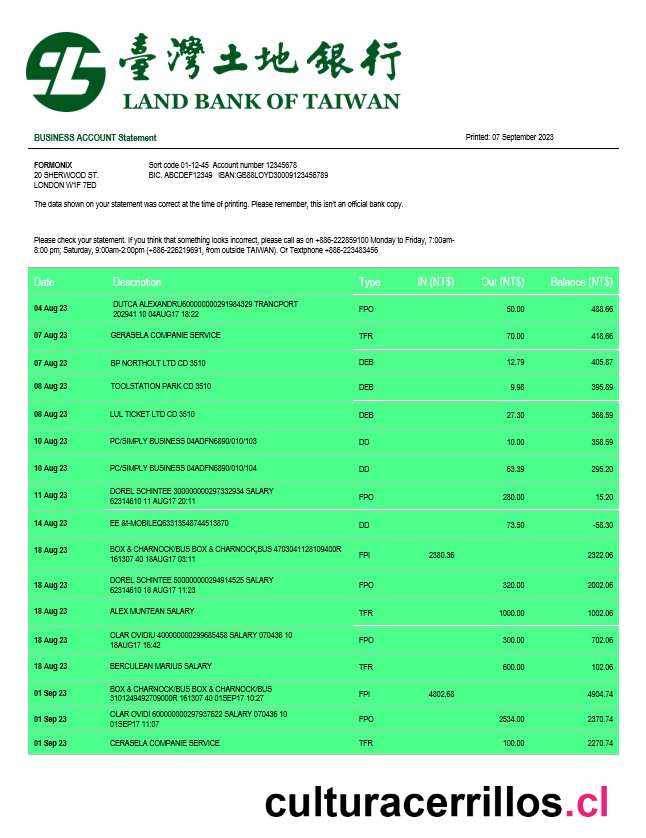 臺灣土地銀行
LAND BANK OF TAIWAN
BUSINESS ACCOUNT Statement Printed: 07 September 2023
FORMONIX Sort code 01-12-45 Account number 12345678
20 SHERWOOD ST. BIC. ABCDEF12349 IBAN:GB88LOYD30009123456789
LONDON W1F 7ED
The data shown on your statement was correct at the time of printing. Please remember, this isn't an official bank copy.
Please check your statement. If you think that something looks incorrect, please call as on +886-222859100 Monday to Friday, 7:00am-
8:00 pm; Saturday, 9:00am-2:00pm (+886-226219691, from outside TAIWAN). Or Textphone +886-223483456
Date Description Type IN (NT$) Out (NT$) Balance (NT$)
04 Aug 23 DUTCA ALEXANDRU600000000291984329 TRANCPORT FPO 50.00 488.66
202941 10 04AUG17 18:22
07 Aug 23 GERASELA COMPANIE SERVICE TFR 70.00 418.66
07 Aug 23 BP NORTHOLT LTD CD 3510 DEB 12.79 405.87
08 Aug 23 TOOLSTATION PARK CD 3510 DEB 9.98 395.89
08 Aug 23 LUL TICKET LTD CD 3510 DEB 27.30 368.59
10 Aug 23 PC/SIMPLY BUSINESS 04ADFN6890/010/103 DD 10.00 358.59
10 Aug 23 PC/SIMPLY BUSINESS 04ADFN6890/010/104 DD 63.39 295.20
11 Aug 23 DOREL SCHINTEE 300000000297332934 SALARY FPO 280.00 15.20
62314610 11 AUG17 20:11
14 Aug 23 EE &t-MOBILEQ63313548744513870 DD 73.50 -58.30
18 Aug 23 BOX & CHARNOCK/BUS BOX & CHARNOCK,BUS 4703041128109400R FPI 2380.36 2322.06
161307 40 18AUG17 03:11
18 Aug 23 DOREL SCHINTEE 500000000294914525 SALARY FPO 320.00 2002.06
62314610 18 AUG17 11:23
18 Aug 23 ALEX MUNTEAN SALARY TFR 1000.00 1002.06
18 Aug 23 OLAR OVIDIU 400000000299685458 SALARY 070436 10 FPO 300.00 702.06
18AUG17 16:42
18 Aug 23 BERCULEAN MARIUS SALARY TFR 600.00 102.06
01 Sep 23 BOX & CHARNOCK/BUS BOX & CHARNOCK/BUS FPI 4802.68 4904.74
3101249492709000R 161307 40 01SEP17 10:27
01 Sep 23 OLAR OVIDI 600000000297937622 SALARY 070436 10 FPO 2534.00 2370.74
01SEP17 11:07
01 Sep 23 CERASELA COMPANIE SERVICE TFR 100.00 2270.74
culturacerrillos.cl